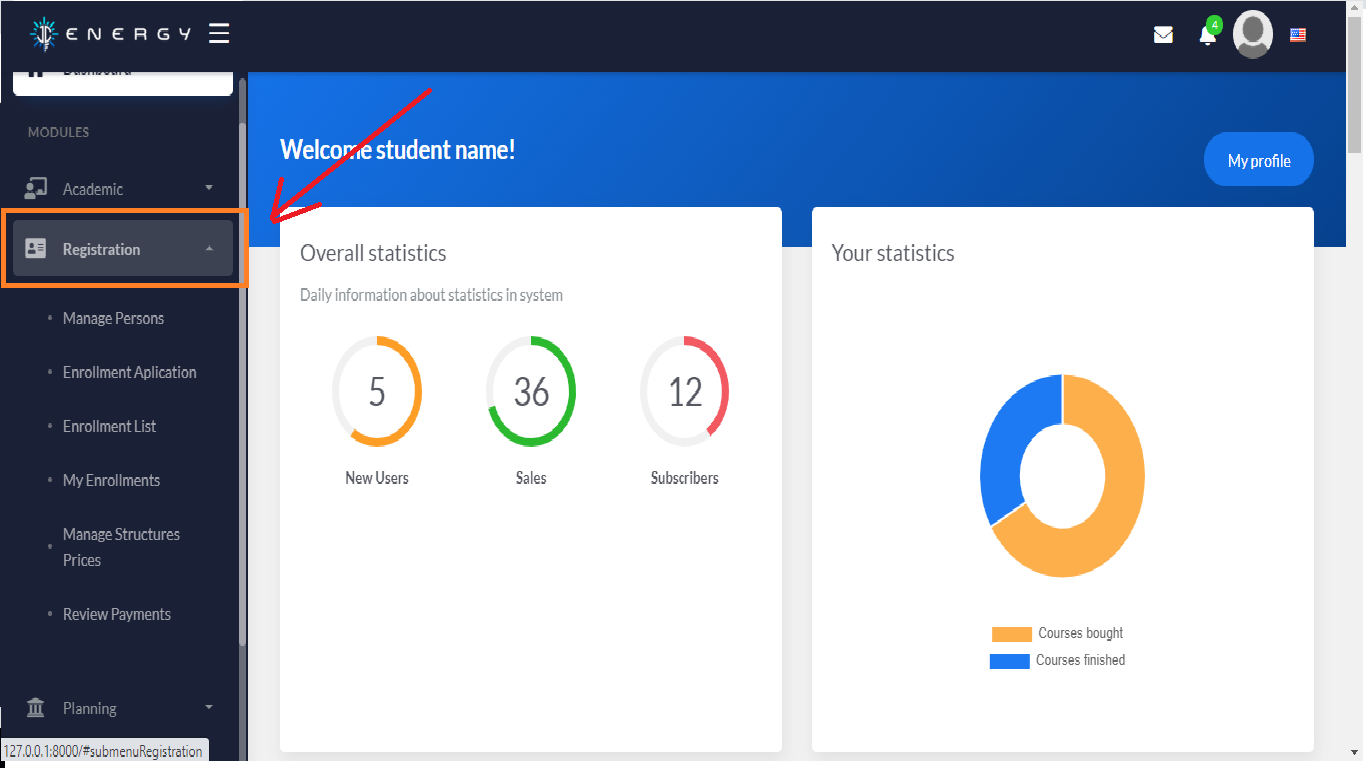 ENERGY
4
Dashboard
MODULES
Academic
Registration
Manage Persons
Enrollment Aplication
Enrollment List
My Enrollments
Manage Structures
Prices
Review Payments
Planning
127.0.0.1:8000/#submenuRegistration
Welcome student name!
My profile
Overall statistics
Daily information about statistics in system
5
36
12
New Users
Sales
Subscribers
Your statistics
Courses bought
Courses finished